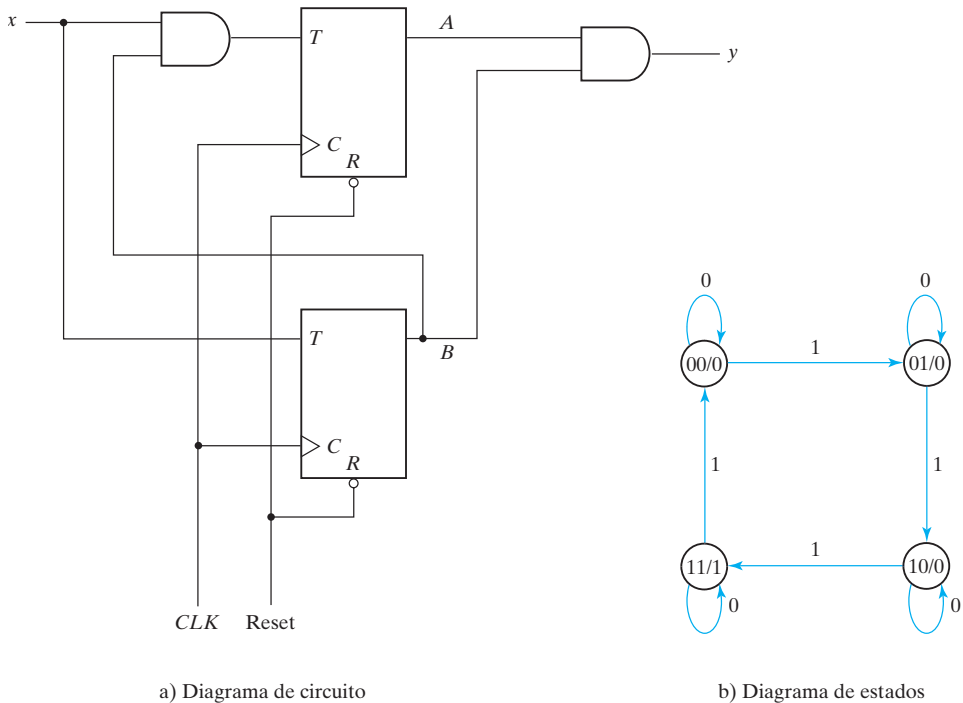 x
T
A
y
C
R
T
B
C
R
CLK
Reset
0
0
00/0
1
01/0
1
1
11/1
1
10/0
0
0
a) Diagrama de circuito
b) Diagrama de estados